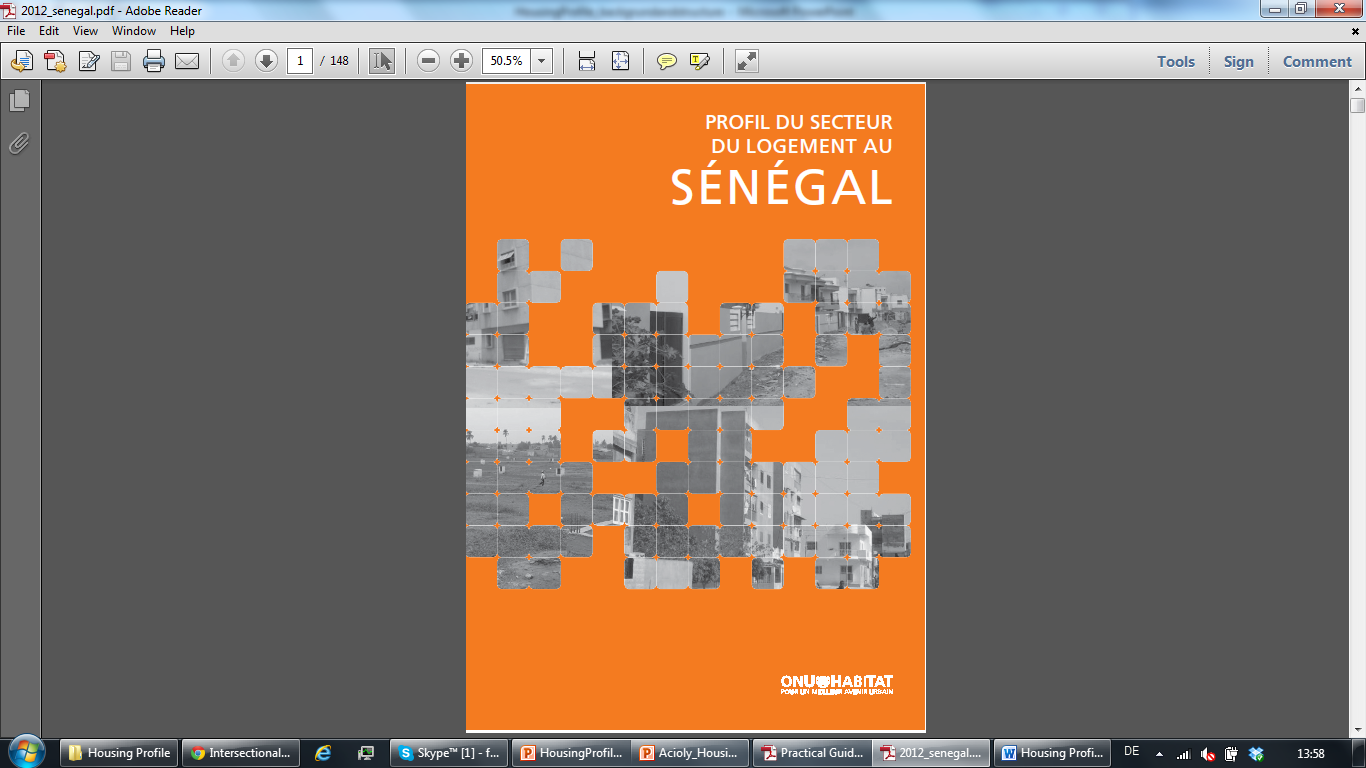 2012_senegal.pdf - Adobe Reader
HousingProfile_backgroundandstructure - Microsoft PowerPoint
File Edit View Window Help
1 / 148 50.5% Tools Sign Comment
PROFIL DU SECTEUR
DU LOGEMENT AU
SÉNÉGAL
ONU HABITAT
POUR UN MEILLEUR AVENIR URBAIN
Housing Profile Intersectional... Skype™ [1] - f... HousingProfil... Acioly_Housi... Practical Guid... 2012_senegal.... Housing Profi... DE 13:58